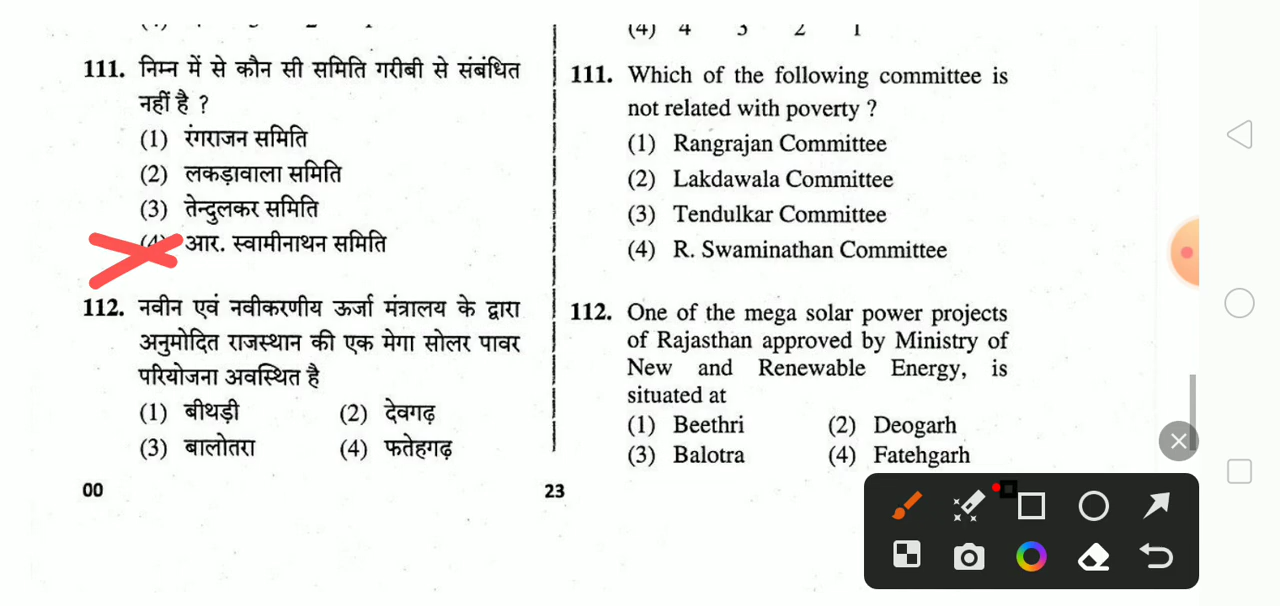 111. निम्न में से कौन सी समिति गरीबी से संबंधित
नहीं है ?
(1) रंगराजन समिति
(2) लकड़ावाला समिति
(3) तेन्दुलकर समिति
(4) आर. स्वामीनाथन समिति
112. नवीन एवं नवीकरणीय ऊर्जा मंत्रालय के द्वारा
अनुमोदित राजस्थान की एक मेगा सोलर पावर
परियोजना अवस्थित है
(1) बीथड़ी (2) देवगढ़
(3) बालोतरा (4) फतेहगढ़
00
(4) 4 3 2 1
111. Which of the following committee is
not related with poverty ?
(1) Rangrajan Committee
(2) Lakdawala Committee
(3) Tendulkar Committee
(4) R. Swaminathan Committee
112. One of the mega solar power projects
of Rajasthan approved by Ministry of
New and Renewable Energy, is
situated at
(1) Beethri (2) Deogarh
(3) Balotra (4) Fatehgarh
23